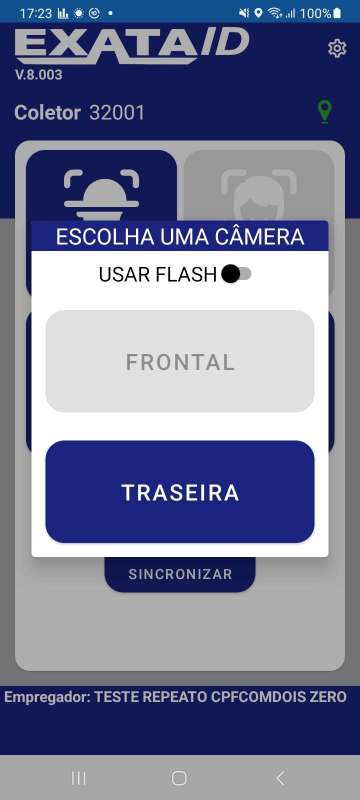 17:23 100%
EXATAID
V.8.003
Coletor 32001
ESCOLHA UMA CÂMERA
USAR FLASH
FRONTAL
TRASEIRA
SINCRONIZAR
Empregador: TESTE REPEATO CPFCOMDOIS ZERO